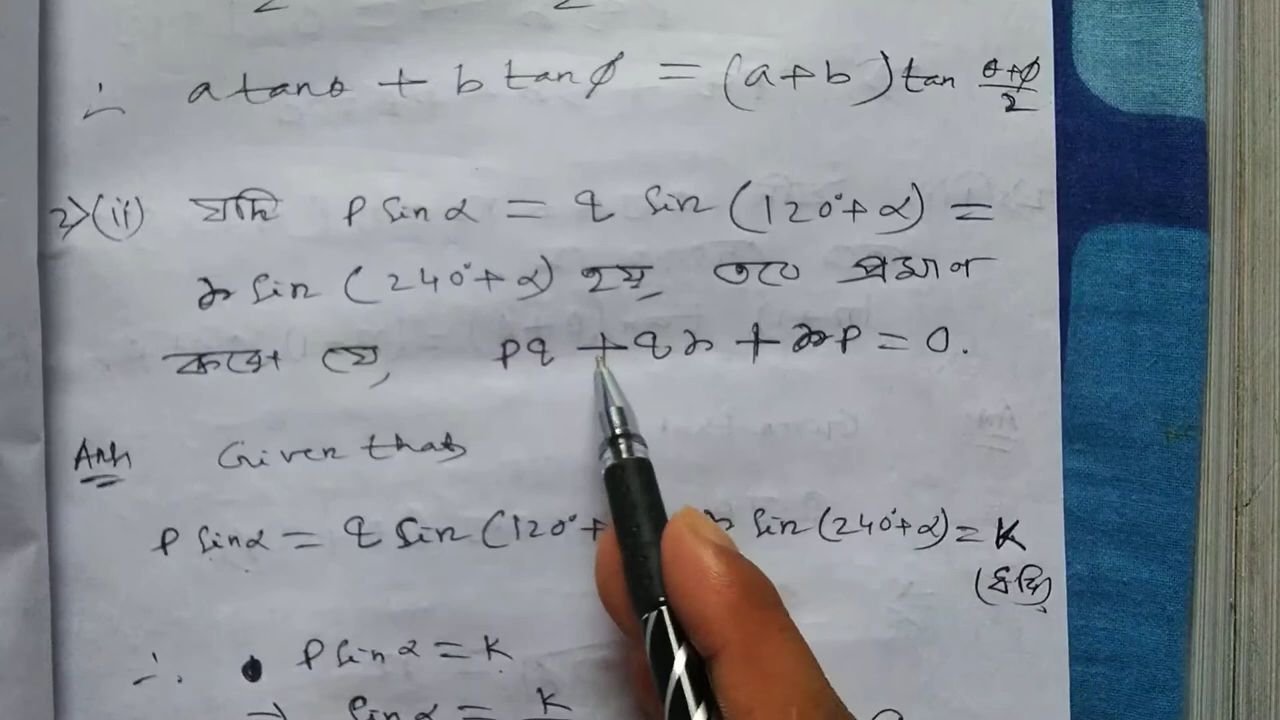 ∴ a tanθ + b tanϕ = (a+b) tan (θ+ϕ)/2
2>(ii) যদি p sin α = q sin (120°+ α) =
r sin (240°+ α) হয়, তবে প্রমাণ
করো যে, pq + qr + rp = 0.
Ans Given that
p sinα = q sin (120°+ sin (240°+ α) = K
(ধরি)
∴ p sin α = K
⇒ sin α = K